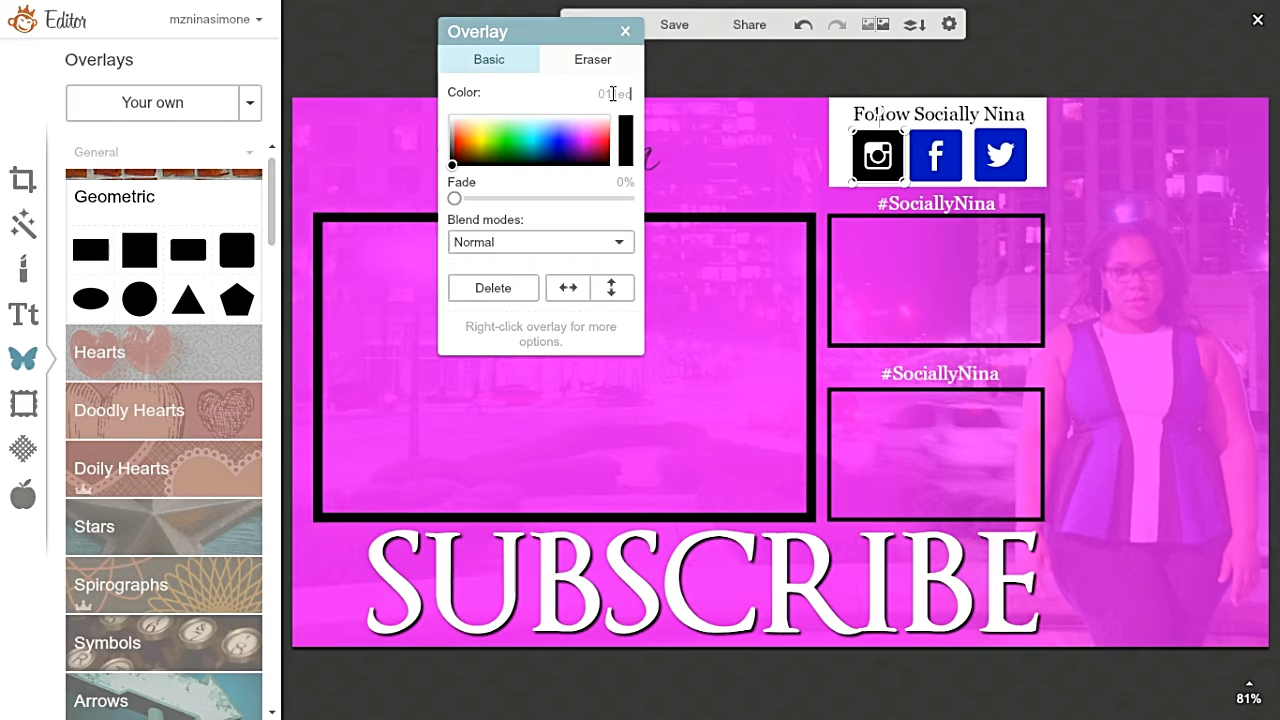 Editor
mzninasimone
Save
Share
Overlays
Your own
General
Geometric
Hearts
Doodly Hearts
Doily Hearts
Stars
Spirographs
Symbols
Arrows
Overlay
Basic
Eraser
Color:
Fade
0%
Blend modes:
Normal
Delete
Right-click overlay for more
options.
Follow Socially Nina
#SociallyNina
#SociallyNina
SUBSCRIBE
81%